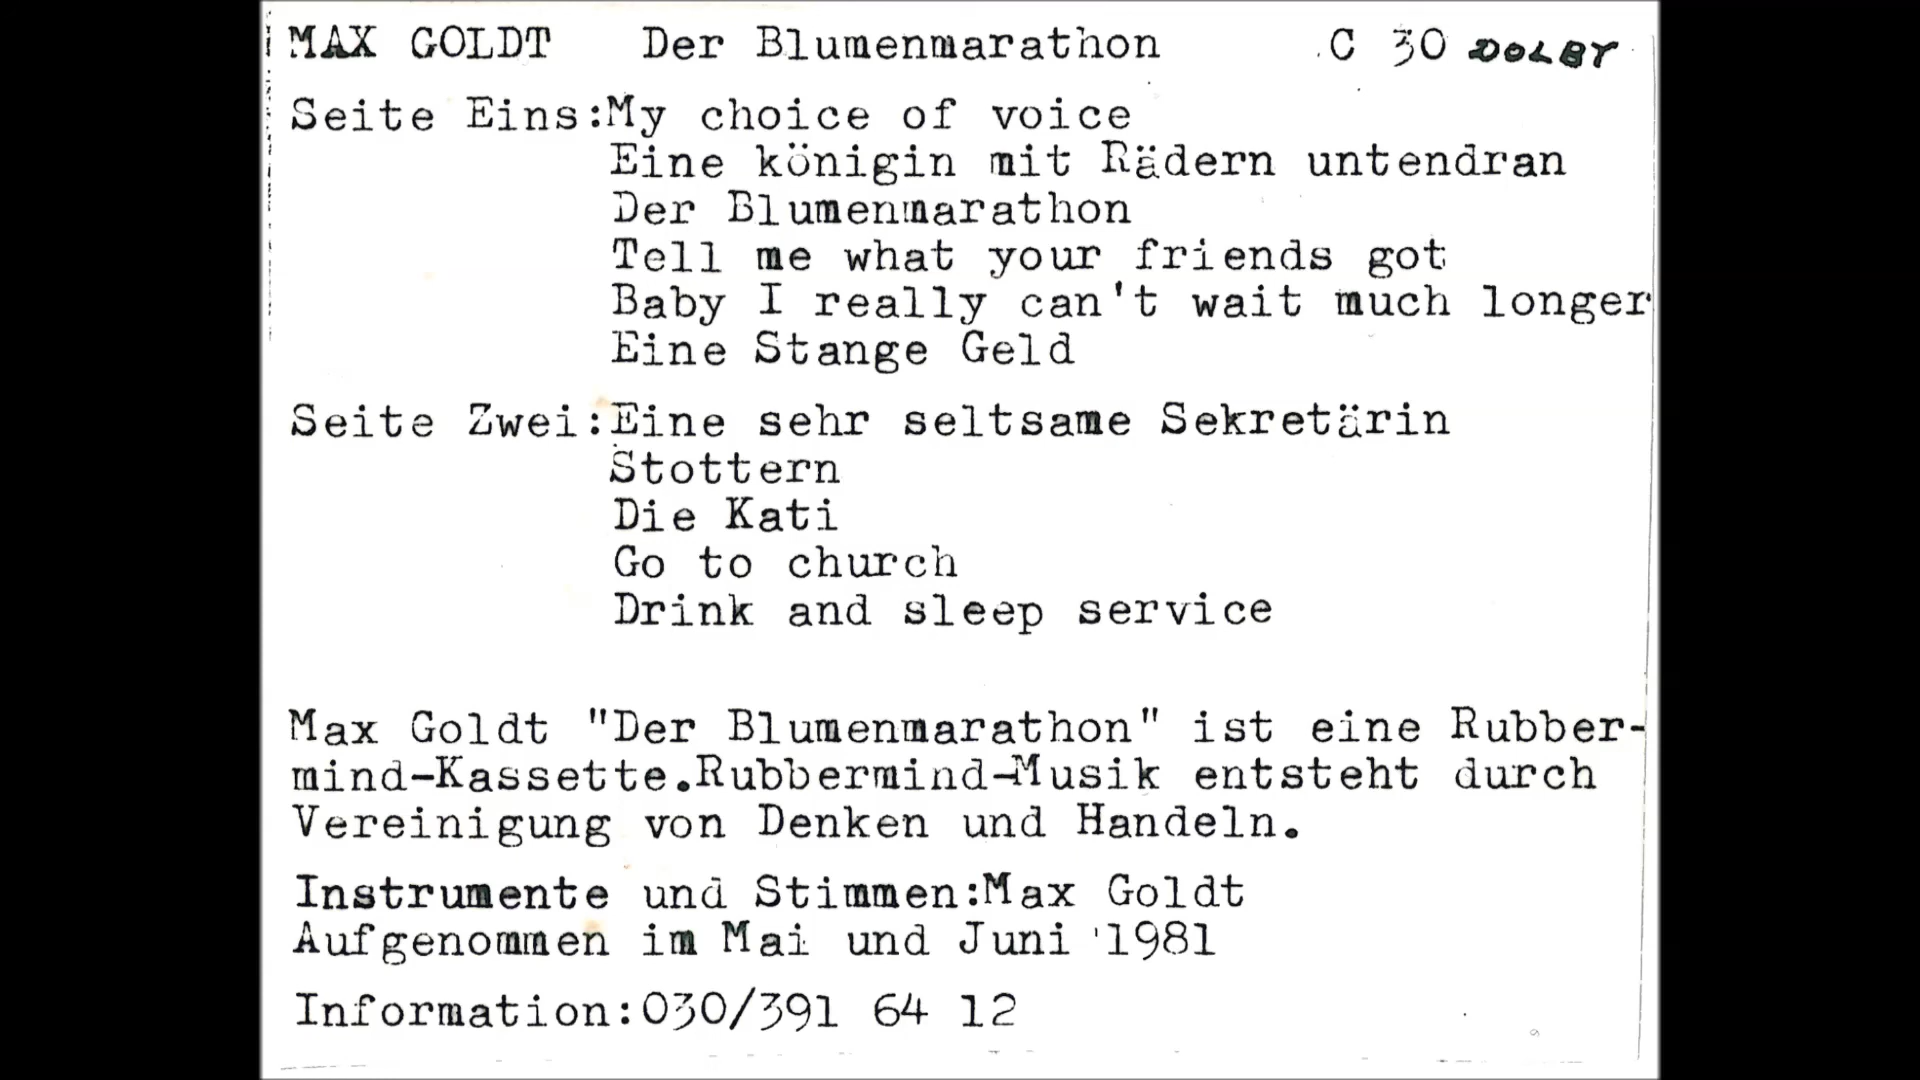 MAX GOLDT Der Blumenmarathon C 30 DOLBY
Seite Eins:My choice of voice
Eine königin mit Rädern untendran
Der Blumenmarathon
Tell me what your friends got
Baby I really can't wait much longer
Eine Stange Geld
Seite Zwei:Eine sehr seltsame Sekretärin
Stottern
Die Kati
Go to church
Drink and sleep service
Max Goldt "Der Blumenmarathon" ist eine Rubber-
mind-Kassette.Rubbermind-Musik entsteht durch
Vereinigung von Denken und Handeln.
Instrumente und Stimmen:Max Goldt
Aufgenommen im Mai und Juni '1981
Information:030/391 64 12